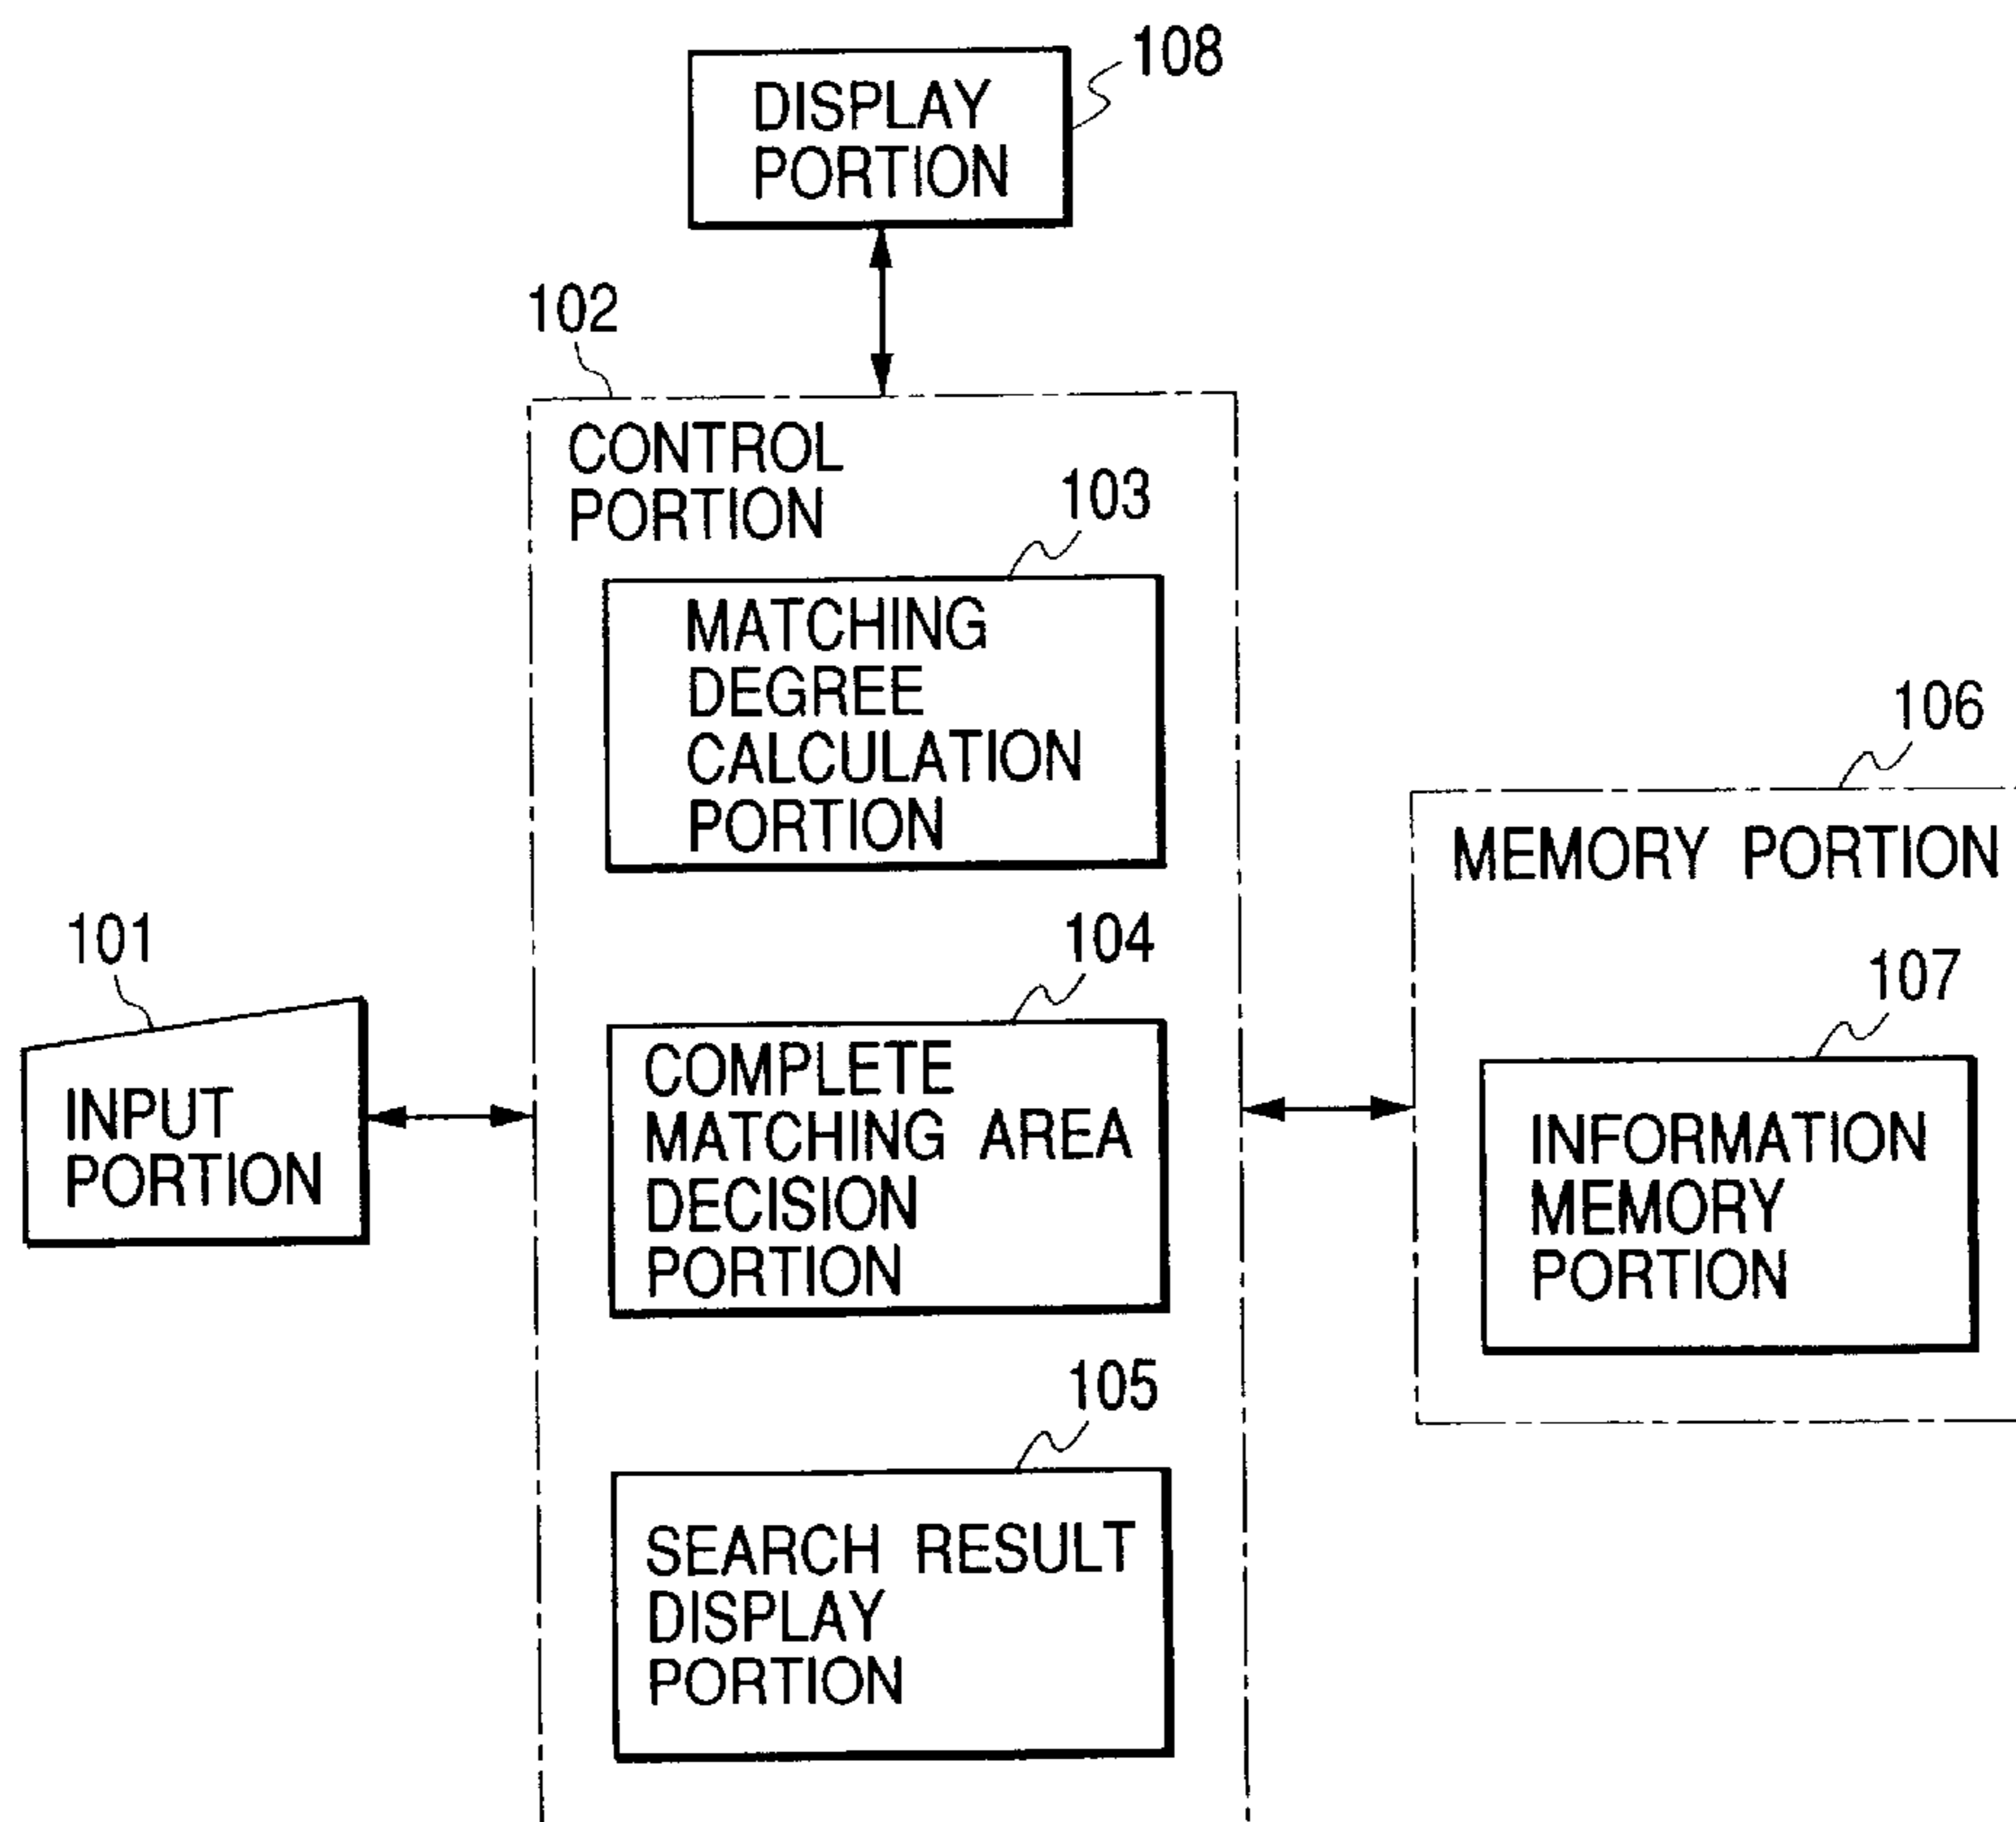 108
DISPLAY
PORTION
102
CONTROL
PORTION
103
MATCHING
DEGREE
CALCULATION
PORTION
106
MEMORY PORTION
101
INPUT
PORTION
104
COMPLETE
MATCHING AREA
DECISION
PORTION
107
INFORMATION
MEMORY
PORTION
105
SEARCH RESULT
DISPLAY
PORTION